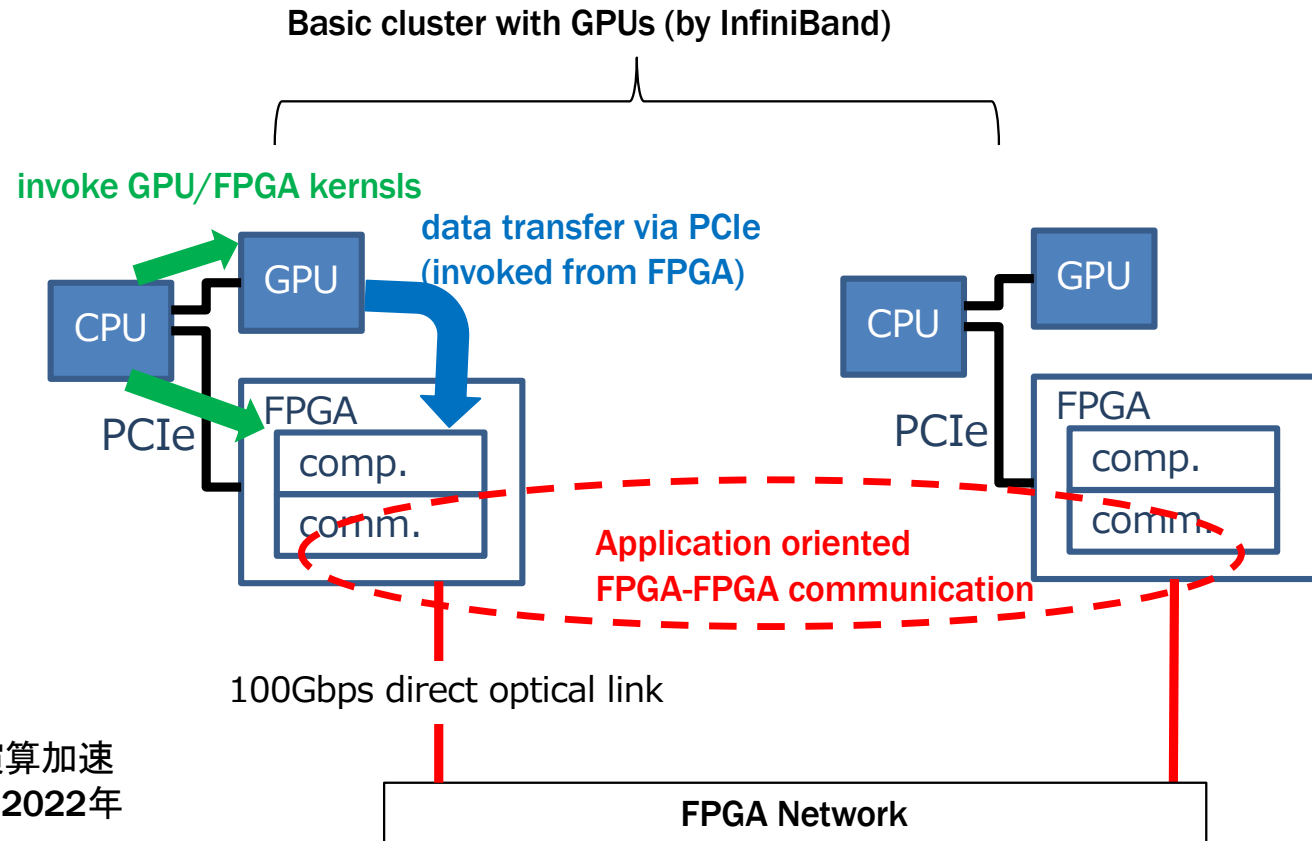 Basic cluster with GPUs (by InfiniBand)
invoke GPU/FPGA kernsls
data transfer via PCIe
(invoked from FPGA)
GPU
CPU
PCIe
FPGA
comp.
comm.
GPU
CPU
PCIe
FPGA
comp.
comm.
Application oriented
FPGA-FPGA communication
100Gbps direct optical link
算加速
2022年
FPGA Network